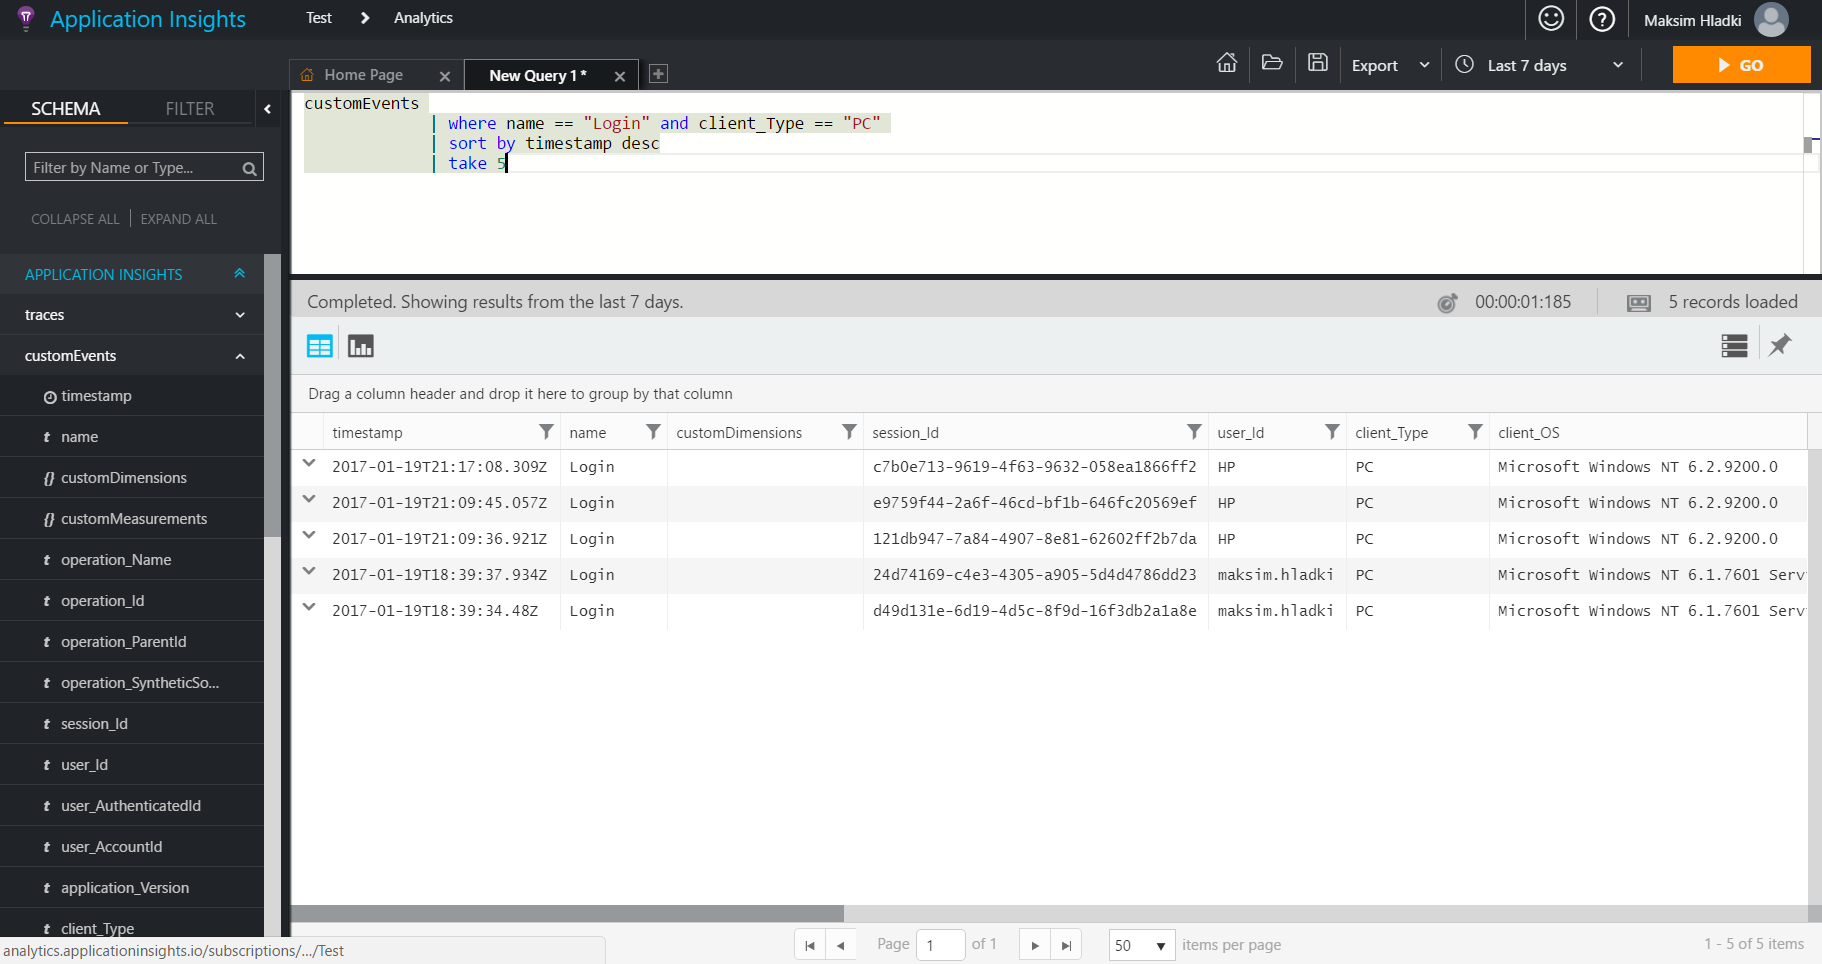 Application Insights
Test
Analytics
Maksim Hladki
Home Page
New Query 1 *
Export
Last 7 days
GO
SCHEMA
FILTER
Filter by Name or Type...
COLLAPSE ALL
EXPAND ALL
APPLICATION INSIGHTS
traces
customEvents
timestamp
t name
{} customDimensions
{} customMeasurements
t operation_Name
t operation_Id
t operation_ParentId
t operation_SyntheticSo...
t session_Id
t user_Id
t user_AuthenticatedId
t user_AccountId
t application_Version
t client_Type
analytics.applicationinsights.io/subscriptions/.../Test
customEvents
| where name == "Login" and client_Type == "PC"
| sort by timestamp desc
| take 5
Completed. Showing results from the last 7 days.
00:00:01:185
5 records loaded
Drag a column header and drop it here to group by that column
timestamp name customDimensions session_Id user_Id client_Type client_OS
2017-01-19T21:17:08.309Z Login c7b0e713-9619-4f63-9632-058ea1866ff2 HP PC Microsoft Windows NT 6.2.9200.0
2017-01-19T21:09:45.057Z Login e9759f44-2a6f-46cd-bf1b-646fc20569ef HP PC Microsoft Windows NT 6.2.9200.0
2017-01-19T21:09:36.921Z Login 121db947-7a84-4907-8e81-62602ff2b7da HP PC Microsoft Windows NT 6.2.9200.0
2017-01-19T18:39:37.934Z Login 24d74169-c4e3-4305-a905-5d4d4786dd23 maksim.hladki PC Microsoft Windows NT 6.1.7601 Serv
2017-01-19T18:39:34.48Z Login d49d131e-6d19-4d5c-8f9d-16f3db2a1a8e maksim.hladki PC Microsoft Windows NT 6.1.7601 Serv
Page 1 of 1
50 items per page
1 - 5 of 5 items